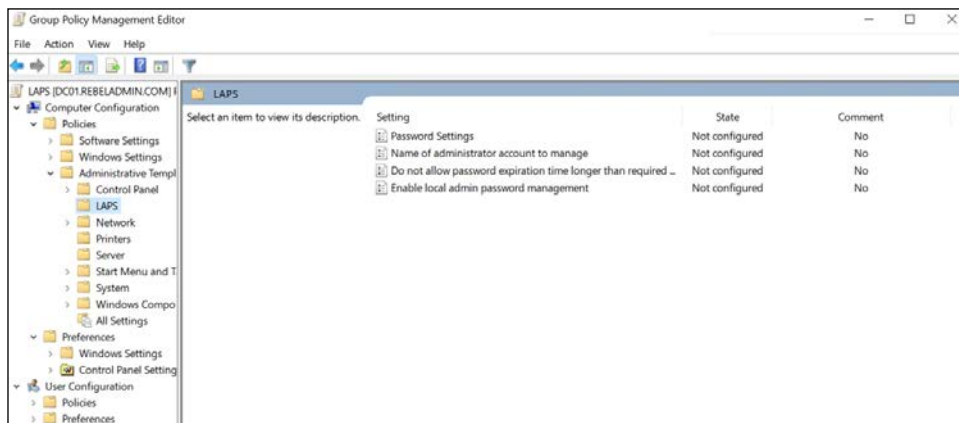 Group Policy Management Editor
File Action View Help
LAPS [DC01.REBELADMIN.COM]
Computer Configuration
Policies
Software Settings
Windows Settings
Administrative Templ
Control Panel
LAPS
Network
Printers
Server
Start Menu and T
System
Windows Compo
All Settings
Preferences
Windows Settings
Control Panel Setting
User Configuration
Policies
Preferences
LAPS
Select an item to view its description.
Setting State Comment
Password Settings Not configured No
Name of administrator account to manage Not configured No
Do not allow password expiration time longer than required ... Not configured No
Enable local admin password management Not configured No